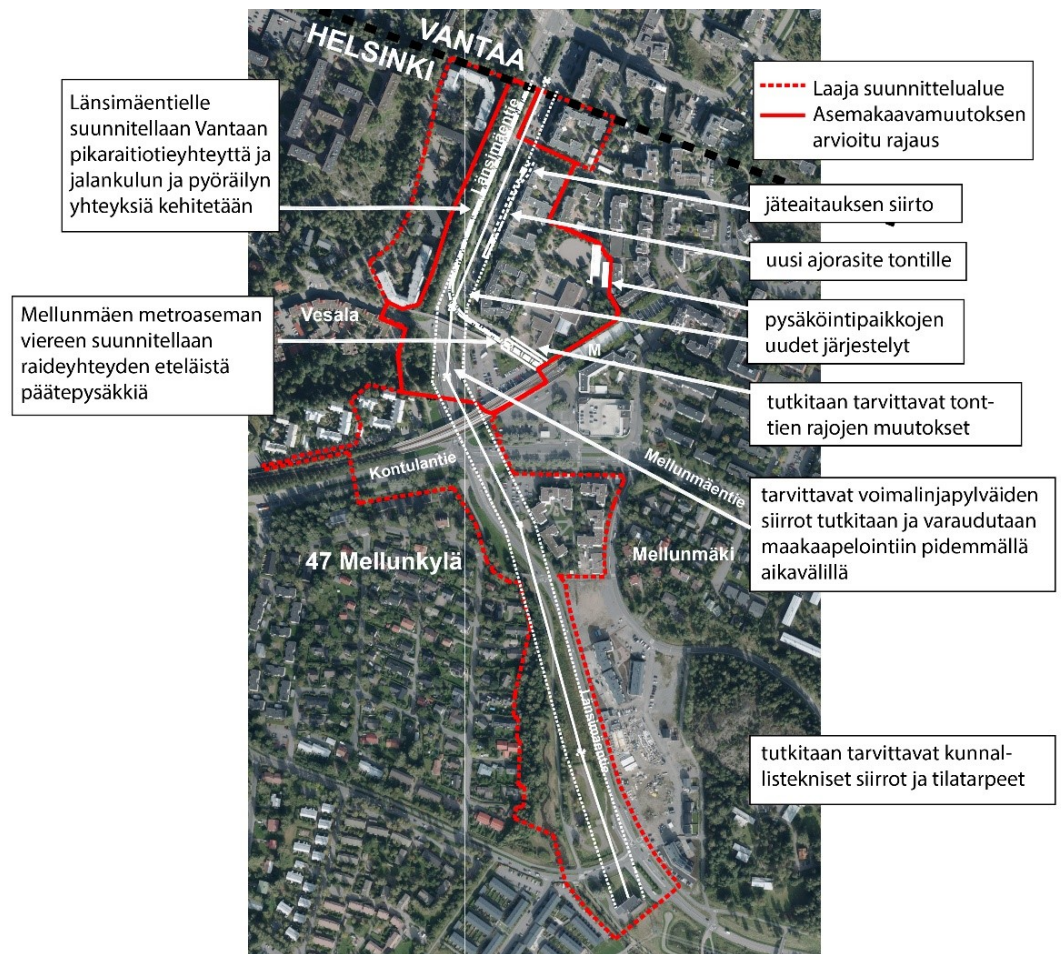 VANTAA
HELSINKI
Länsimäentielle
suunnitellaan Vantaan
pikaraitiotieyhteyttä ja
jalankulun ja pyöräilyn
yhteyksiä kehitetään
Laaja suunnittelualue
Asemakaavamuutoksen
arvioitu rajaus
Länsimäentie
jäteaitauksen siirto
uusi ajorasite tontille
Mellunmäen metroaseman
viereen suunnitellaan
raideyhteyden eteläistä
päätepysäkkiä
Vesala
pysäköintipaikkojen
uudet järjestelyt
M
tutkitaan tarvittavat tont-
tien rajojen muutokset
Kontulantie
Mellunmäentie
tarvittavat voimalinjapylväiden
siirrot tutkitaan ja varaudutaan
maakaapelointiin pidemmällä
aikavälillä
47 Mellunkylä
Mellunmäki
Länsimäentie
tutkitaan tarvittavat kunnal-
listekniset siirrot ja tilatarpeet